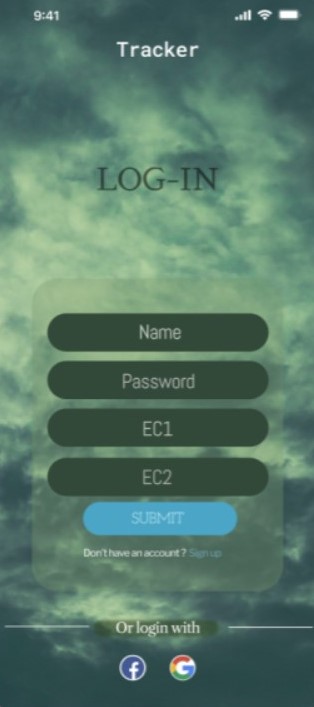 9:41
Tracker
LOG-IN
Name
Password
EC1
EC2
SUBMIT
Don't have an account ? Sign up
Or login with